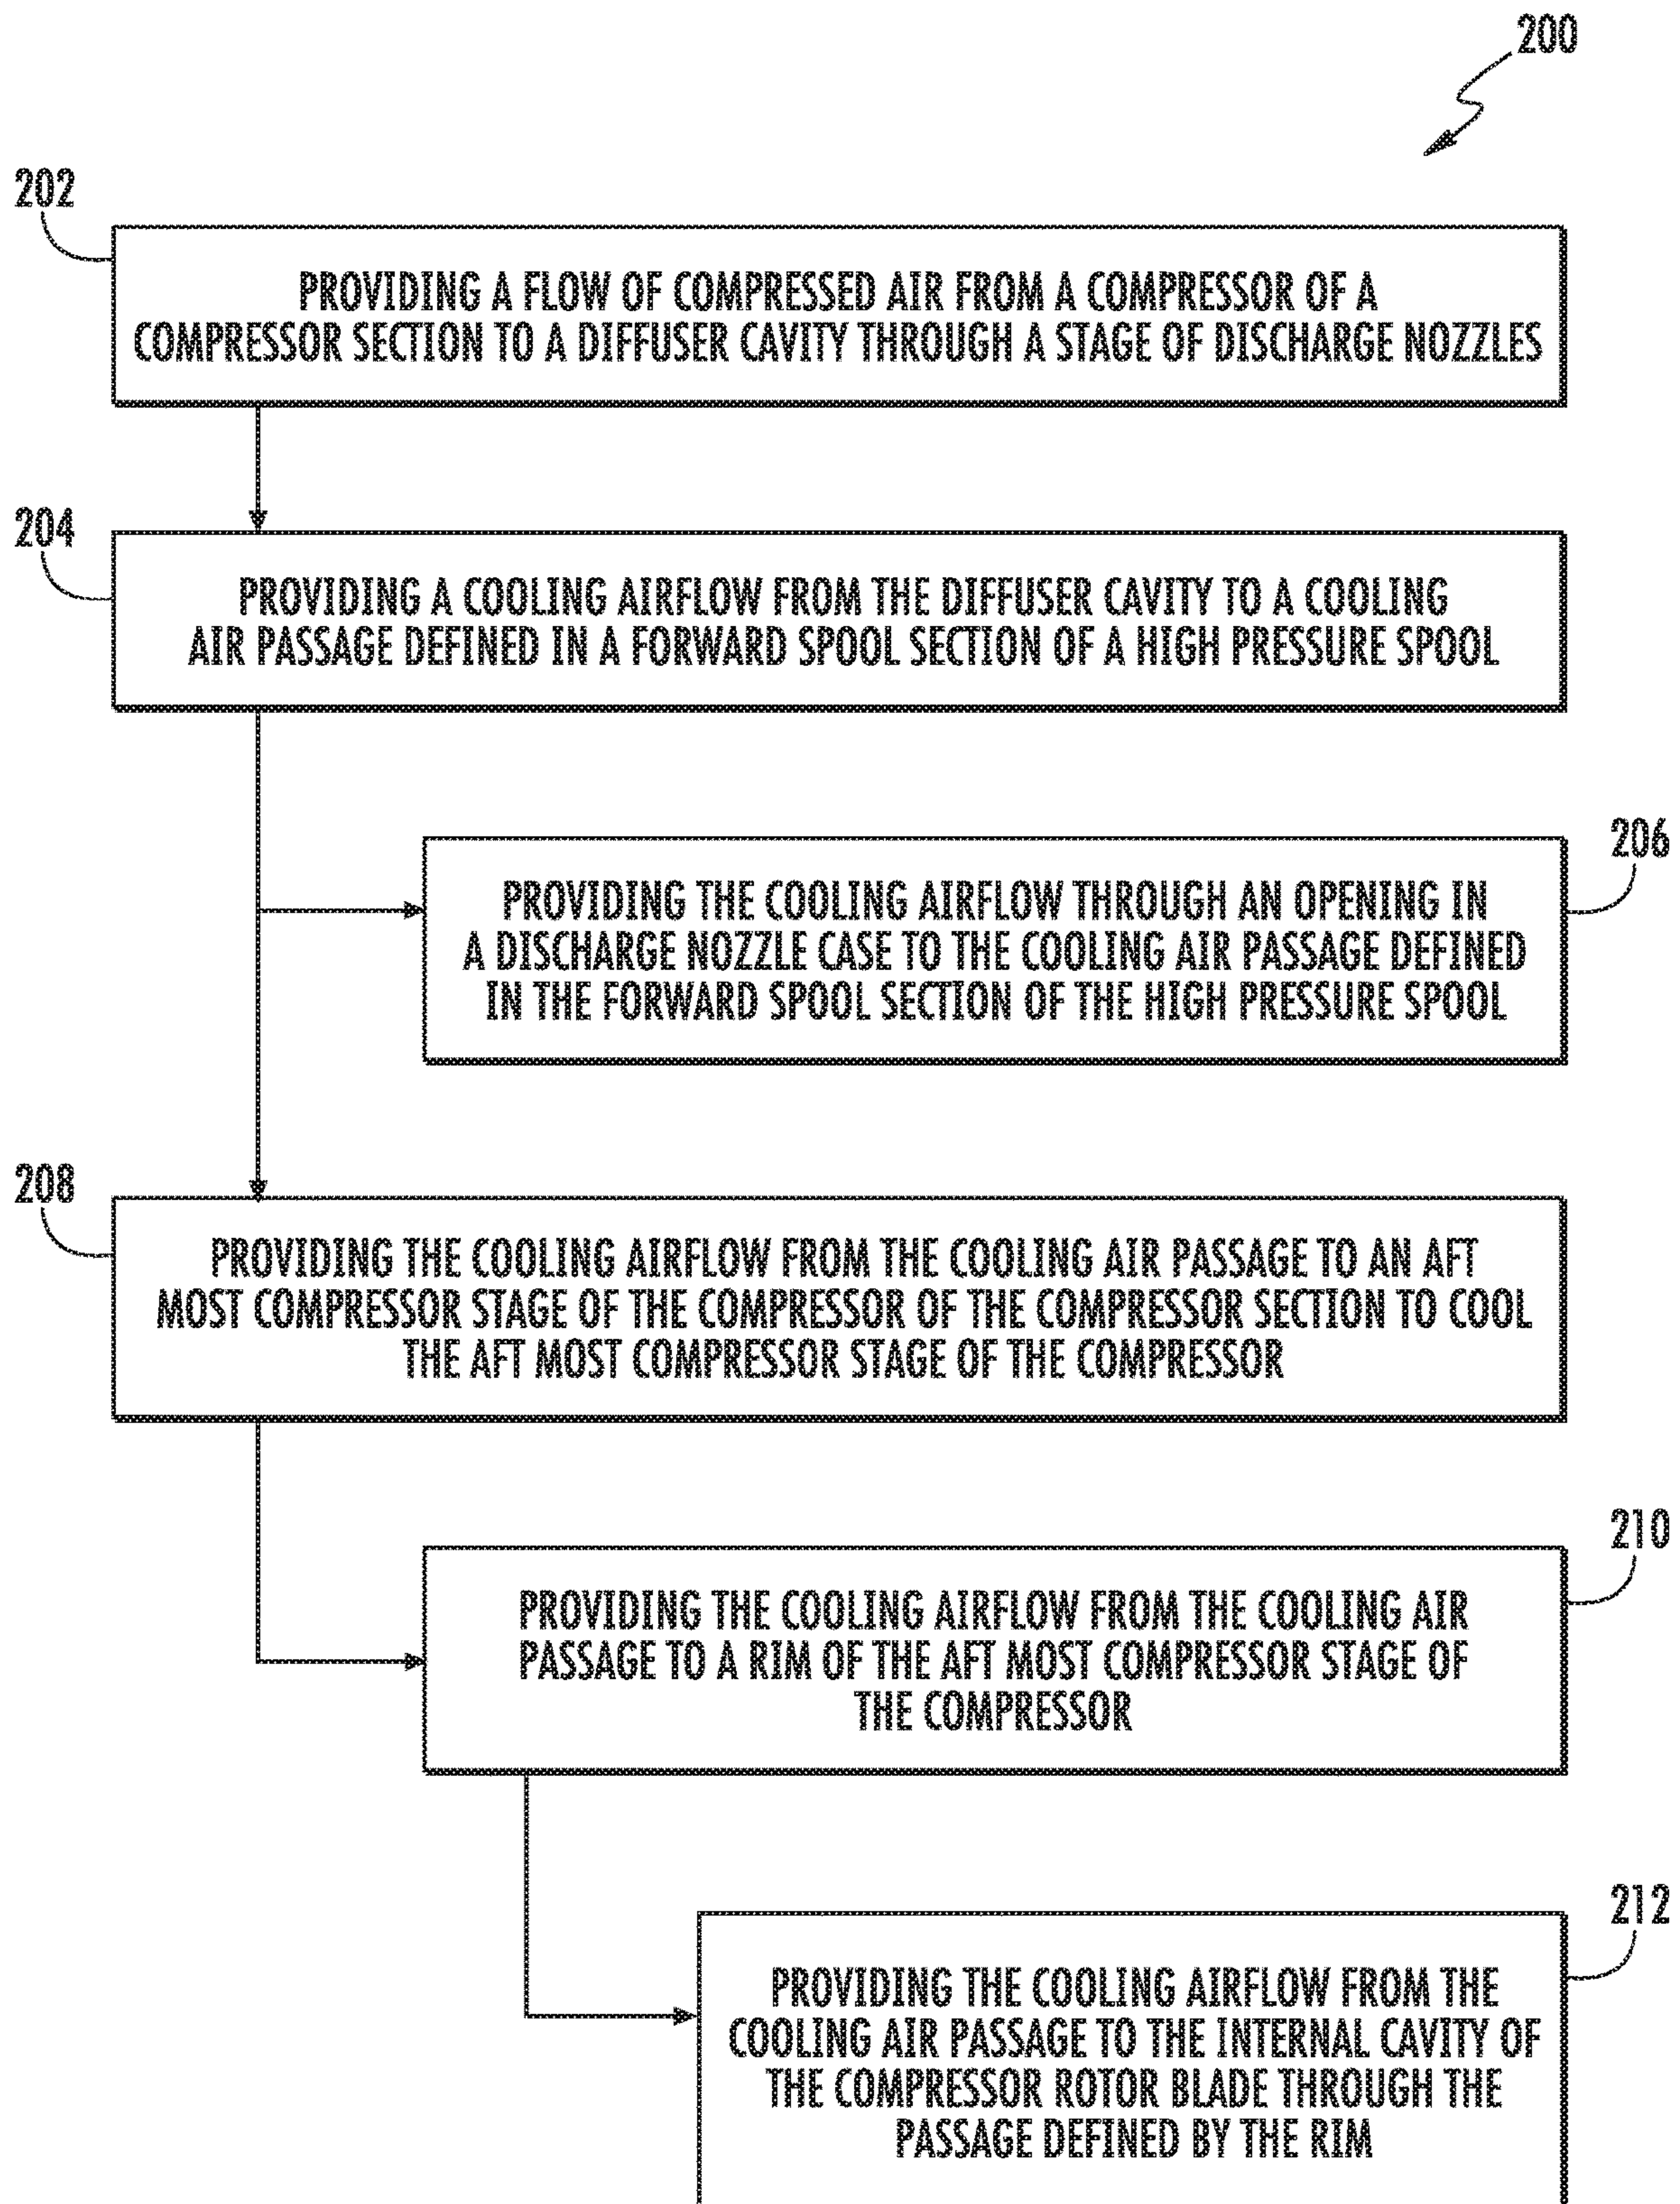 200
202
PROVIDING A FLOW OF COMPRESSED AIR FROM A COMPRESSOR OF A
COMPRESSOR SECTION TO A DIFFUSER CAVITY THROUGH A STAGE OF DISCHARGE NOZZLES
204
PROVIDING A COOLING AIRFLOW FROM THE DIFFUSER CAVITY TO A COOLING
AIR PASSAGE DEFINED IN A FORWARD SPOOL SECTION OF A HIGH PRESSURE SPOOL
206
PROVIDING THE COOLING AIRFLOW THROUGH AN OPENING IN
A DISCHARGE NOZZLE CASE TO THE COOLING AIR PASSAGE DEFINED
IN THE FORWARD SPOOL SECTION OF THE HIGH PRESSURE SPOOL
208
PROVIDING THE COOLING AIRFLOW FROM THE COOLING AIR PASSAGE TO AN AFT
MOST COMPRESSOR STAGE OF THE COMPRESSOR OF THE COMPRESSOR SECTION TO COOL
THE AFT MOST COMPRESSOR STAGE OF THE COMPRESSOR
210
PROVIDING THE COOLING AIRFLOW FROM THE COOLING AIR
PASSAGE TO A RIM OF THE AFT MOST COMPRESSOR STAGE OF
THE COMPRESSOR
212
PROVIDING THE COOLING AIRFLOW FROM THE
COOLING AIR PASSAGE TO THE INTERNAL CAVITY OF
THE COMPRESSOR ROTOR BLADE THROUGH THE
PASSAGE DEFINED BY THE RIM